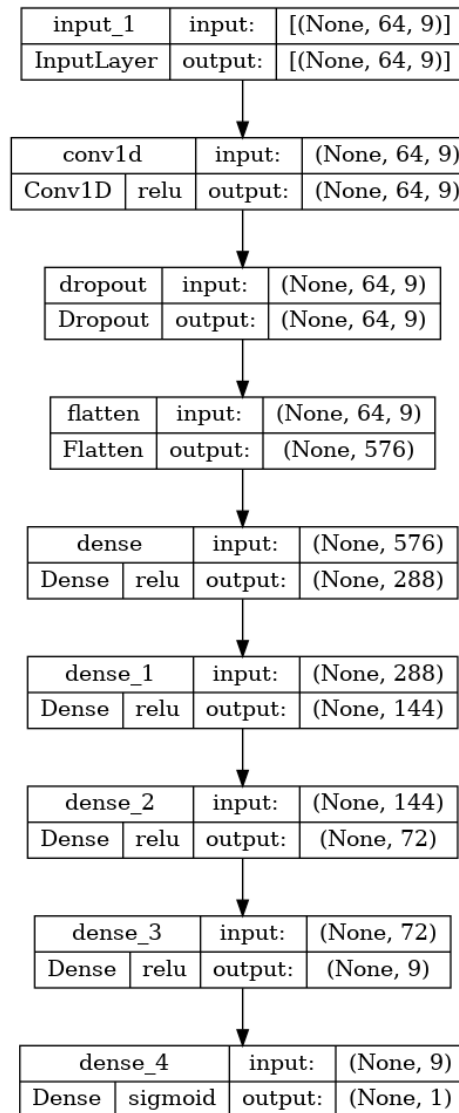 input_1 input: [(None, 64, 9)]
InputLayer output: [(None, 64, 9)]
conv1d input: (None, 64, 9)
Conv1D relu output: (None, 64, 9)
dropout input: (None, 64, 9)
Dropout output: (None, 64, 9)
flatten input: (None, 64, 9)
Flatten output: (None, 576)
dense input: (None, 576)
Dense relu output: (None, 288)
dense_1 input: (None, 288)
Dense relu output: (None, 144)
dense_2 input: (None, 144)
Dense relu output: (None, 72)
dense_3 input: (None, 72)
Dense relu output: (None, 9)
dense_4 input: (None, 9)
Dense sigmoid output: (None, 1)